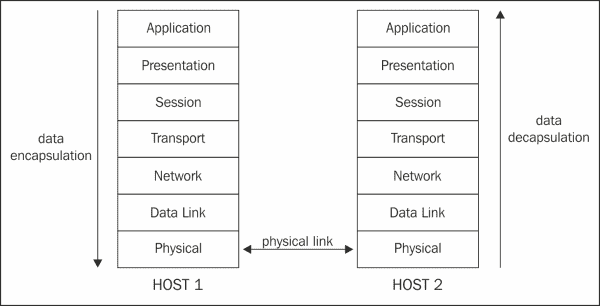 data
encapsulation
Application
Presentation
Session
Transport
Network
Data Link
Physical
HOST 1
physical link
Application
Presentation
Session
Transport
Network
Data Link
Physical
HOST 2
data
decapsulation